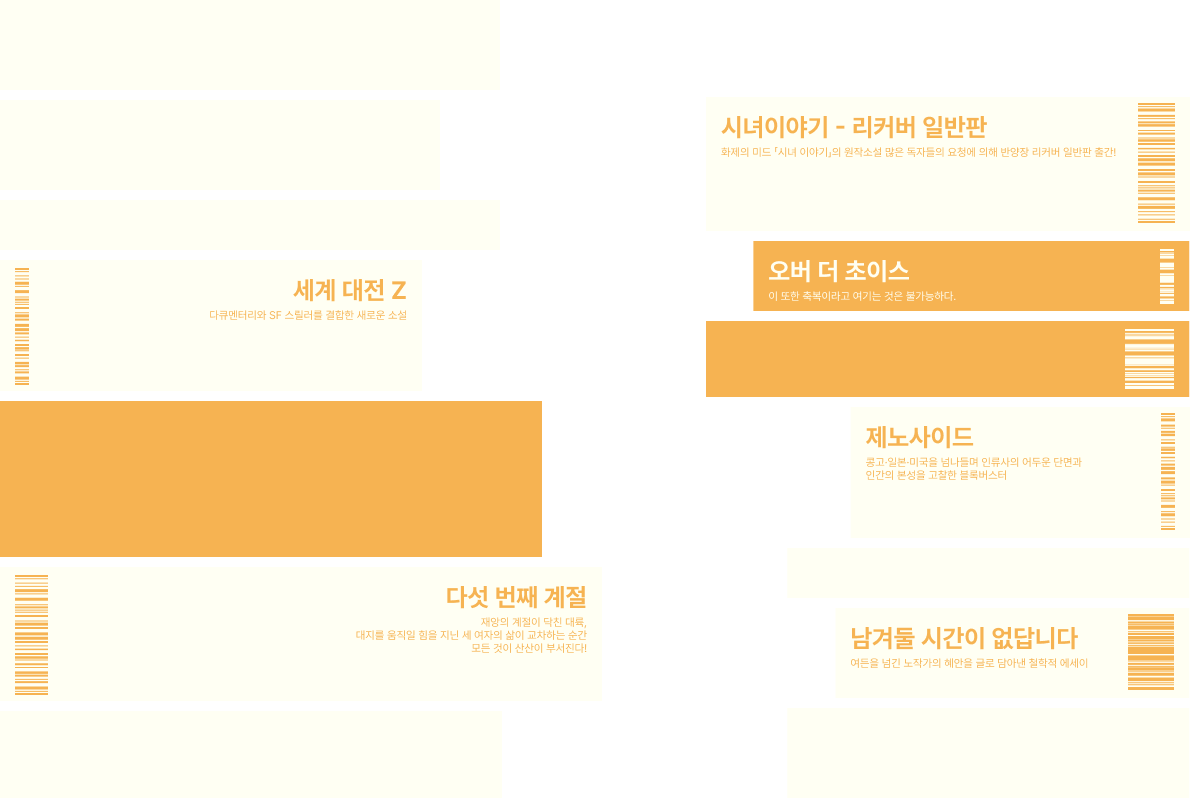 세계 대전 Z
다큐멘터리와 SF 스릴러를 결합한 새로운 소설
다섯 번째 계절
재앙의 계절이 닥친 대륙,
대지를 움직일 힘을 지닌 세 여자의 삶이 교차하는 순간
모든 것이 산산이 부서진다!
시녀이야기 - 리커버 일반판
화제의 미드 「시녀 이야기」의 원작소설 많은 독자들의 요청에 의해 반양장 리커버 일반판 출간!
오버 더 초이스
이 또한 축복이라고 여기는 것은 불가능하다.
제노사이드
콩고·일본·미국을 넘나들며 인류사의 어두운 단면과
인간의 본성을 고찰한 블록버스터
남겨둘 시간이 없답니다
여든을 넘긴 노작가의 혜안을 글로 담아낸 철학적 에세이